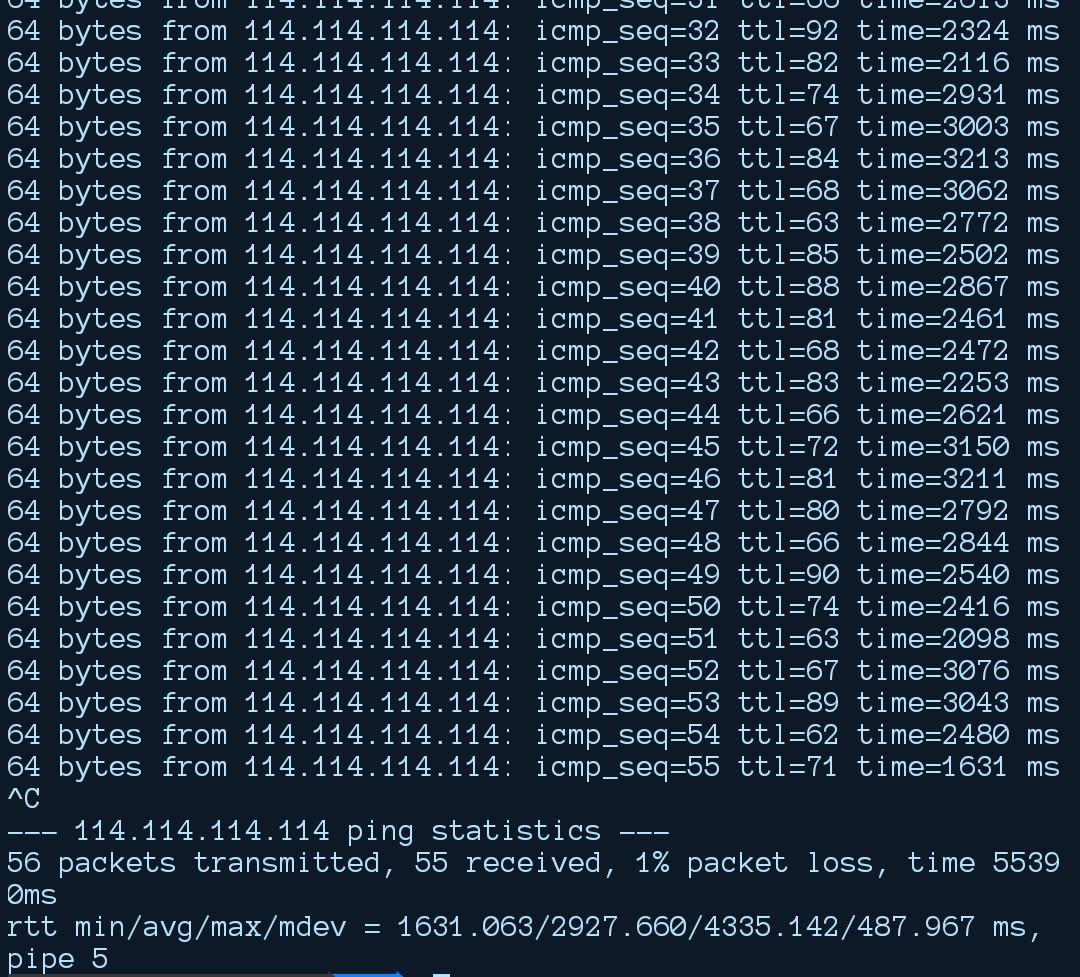 64 bytes from 114.114.114.114: icmp_seq=32 ttl=92 time=2324 ms
64 bytes from 114.114.114.114: icmp_seq=33 ttl=82 time=2116 ms
64 bytes from 114.114.114.114: icmp_seq=34 ttl=74 time=2931 ms
64 bytes from 114.114.114.114: icmp_seq=35 ttl=67 time=3003 ms
64 bytes from 114.114.114.114: icmp_seq=36 ttl=84 time=3213 ms
64 bytes from 114.114.114.114: icmp_seq=37 ttl=68 time=3062 ms
64 bytes from 114.114.114.114: icmp_seq=38 ttl=63 time=2772 ms
64 bytes from 114.114.114.114: icmp_seq=39 ttl=85 time=2502 ms
64 bytes from 114.114.114.114: icmp_seq=40 ttl=88 time=2867 ms
64 bytes from 114.114.114.114: icmp_seq=41 ttl=81 time=2461 ms
64 bytes from 114.114.114.114: icmp_seq=42 ttl=68 time=2472 ms
64 bytes from 114.114.114.114: icmp_seq=43 ttl=83 time=2253 ms
64 bytes from 114.114.114.114: icmp_seq=44 ttl=66 time=2621 ms
64 bytes from 114.114.114.114: icmp_seq=45 ttl=72 time=3150 ms
64 bytes from 114.114.114.114: icmp_seq=46 ttl=81 time=3211 ms
64 bytes from 114.114.114.114: icmp_seq=47 ttl=80 time=2792 ms
64 bytes from 114.114.114.114: icmp_seq=48 ttl=66 time=2844 ms
64 bytes from 114.114.114.114: icmp_seq=49 ttl=90 time=2540 ms
64 bytes from 114.114.114.114: icmp_seq=50 ttl=74 time=2416 ms
64 bytes from 114.114.114.114: icmp_seq=51 ttl=63 time=2098 ms
64 bytes from 114.114.114.114: icmp_seq=52 ttl=67 time=3076 ms
64 bytes from 114.114.114.114: icmp_seq=53 ttl=89 time=3043 ms
64 bytes from 114.114.114.114: icmp_seq=54 ttl=62 time=2480 ms
64 bytes from 114.114.114.114: icmp_seq=55 ttl=71 time=1631 ms
^C
--- 114.114.114.114 ping statistics ---
56 packets transmitted, 55 received, 1% packet loss, time 5539
0ms
rtt min/avg/max/mdev = 1631.063/2927.660/4335.142/487.967 ms,
pipe 5